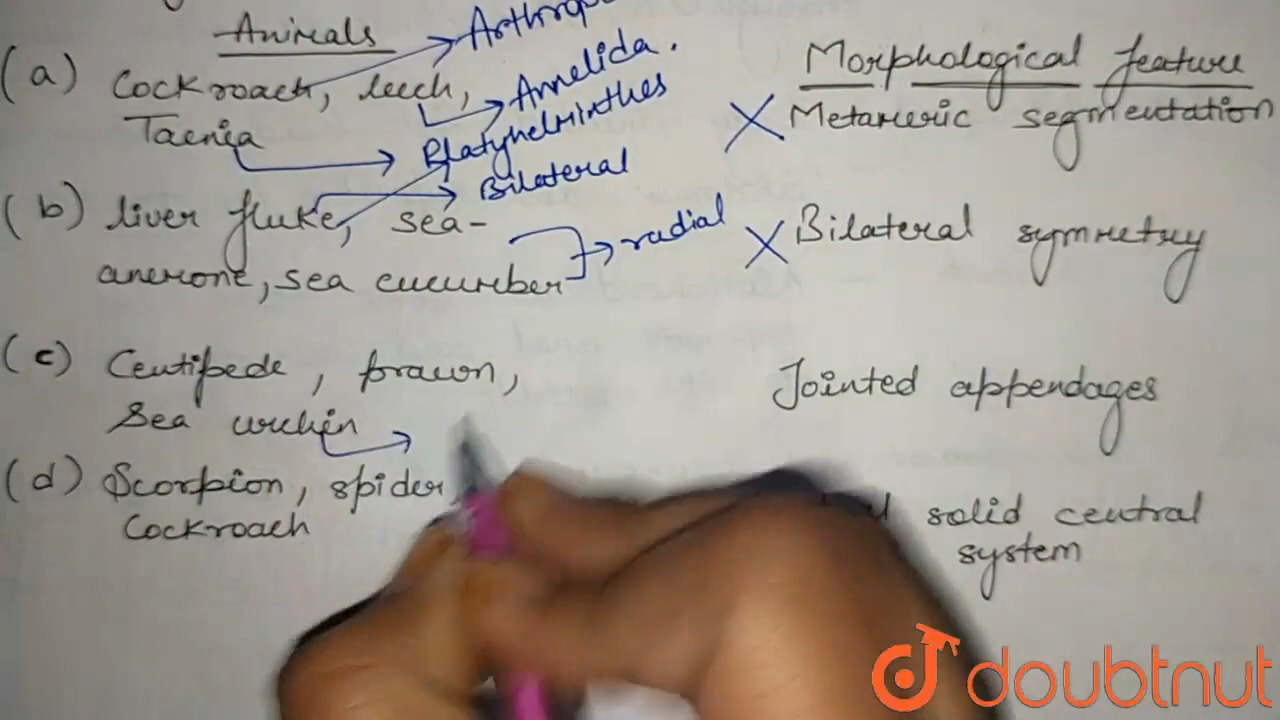 Animals
Arthrop
(a) Cockroach, leech,
Annelida.
Morphological feature
Taenia
Platyhelminthes
X Metameric segmentation
Bilateral
(b) liver fluke, sea-
radial
X Bilateral symmetry
anemone, sea cucumber
(c) Centipede, prawn,
Jointed appendages
Sea urchin
(d) Scorpion, spider
solid central
Cockroach
system
doubtnut